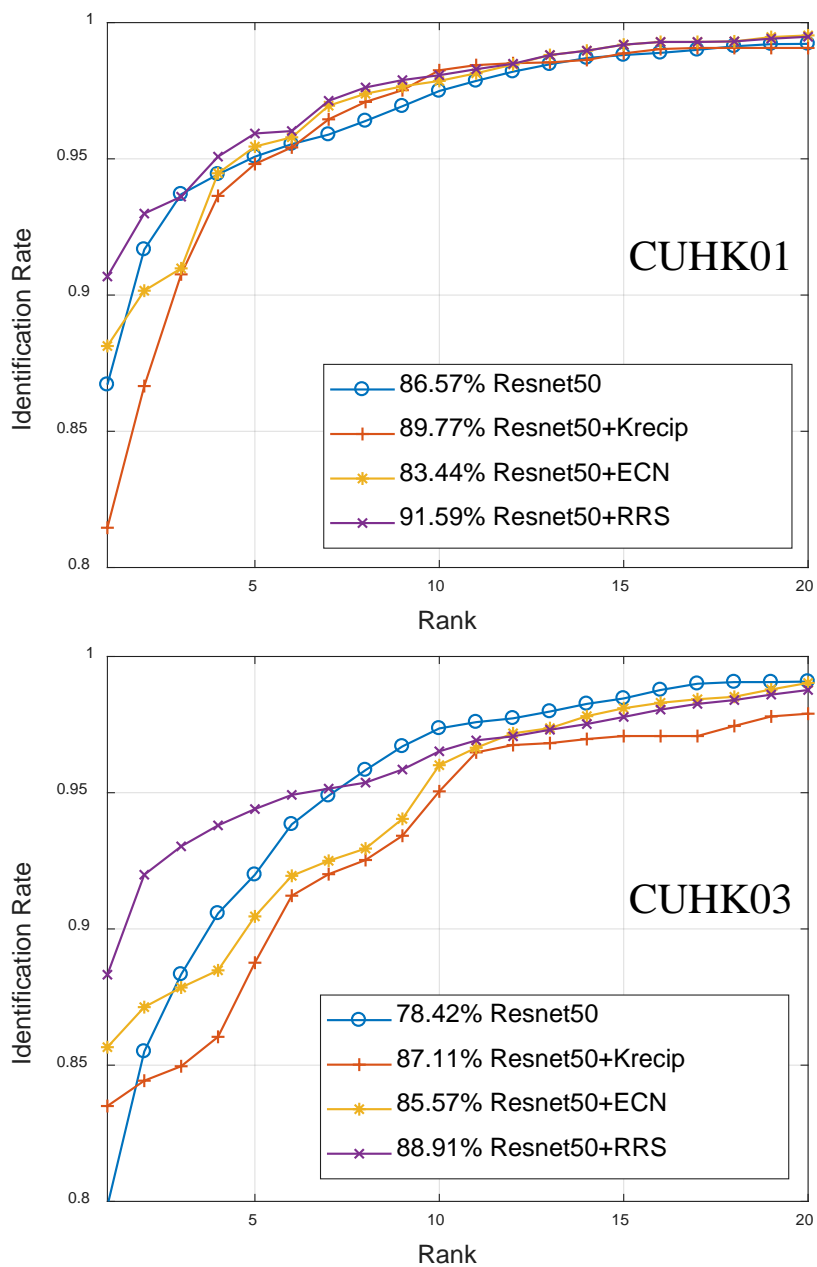 1
0.95
0.9
0.85
0.8
Identification Rate
CUHK01
86.57% Resnet50
89.77% Resnet50+Krecip
83.44% Resnet50+ECN
91.59% Resnet50+RRS
5 10 15 20
Rank
1
0.95
0.9
0.85
0.8
Identification Rate
CUHK03
78.42% Resnet50
87.11% Resnet50+Krecip
85.57% Resnet50+ECN
88.91% Resnet50+RRS
5 10 15 20
Rank